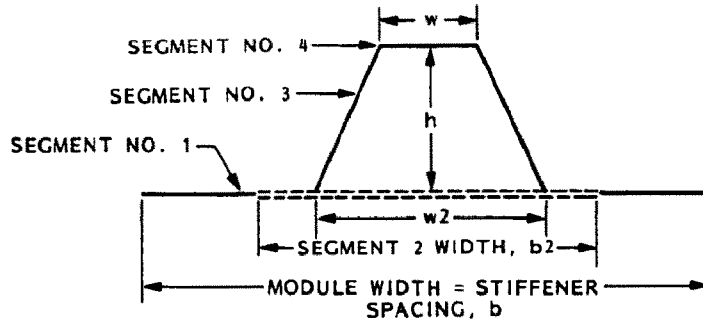 w
SEGMENT NO. 4
SEGMENT NO. 3
h
SEGMENT NO. 1
w2
SEGMENT 2 WIDTH, b2
MODULE WIDTH = STIFFENER
SPACING, b